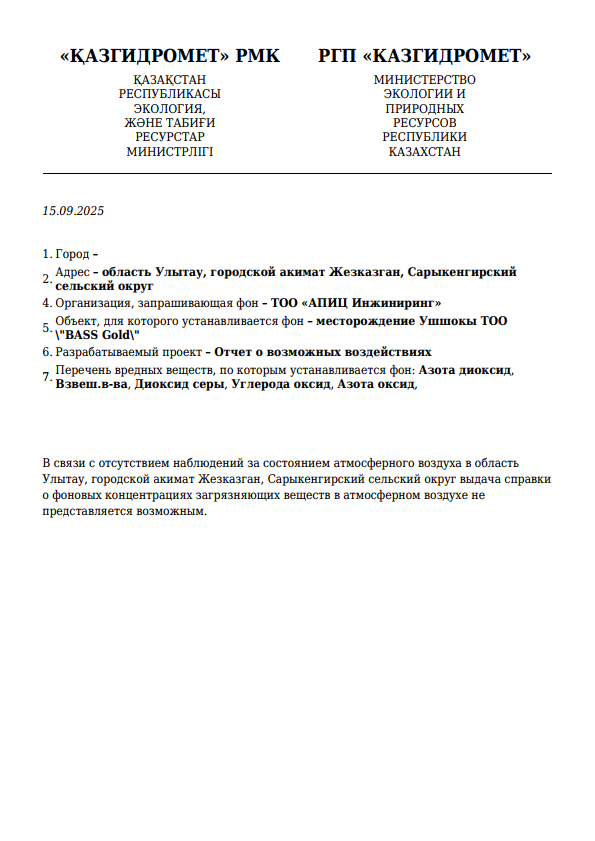 «ҚАЗГИДРОМЕТ» РМК
ҚАЗАҚСТАН
РЕСПУБЛИКАСЫ
ЭКОЛОГИЯ,
ЖӘНЕ ТАБИҒИ
РЕСУРСТАР
МИНИСТРЛІГІ
РГП «КАЗГИДРОМЕТ»
МИНИСТЕРСТВО
ЭКОЛОГИИ И
ПРИРОДНЫХ
РЕСУРСОВ
РЕСПУБЛИКИ
КАЗАХСТАН
15.09.2025
1. Город –
2. Адрес – область Улытау, городской акимат Жезказган, Сарыкенгирский
сельский округ
4. Организация, запрашивающая фон – ТОО «АПИЦ Инжиниринг»
5. Объект, для которого устанавливается фон – месторождение Ушшокы ТОО
\"BASS Gold\"
6. Разрабатываемый проект – Отчет о возможных воздействиях
7. Перечень вредных веществ, по которым устанавливается фон: Азота диоксид,
Взвеш.в-ва, Диоксид серы, Углерода оксид, Азота оксид,
В связи с отсутствием наблюдений за состоянием атмосферного воздуха в область
Улытау, городской акимат Жезказган, Сарыкенгирский сельский округ выдача справки
о фоновых концентрациях загрязняющих веществ в атмосферном воздухе не
представляется возможным.